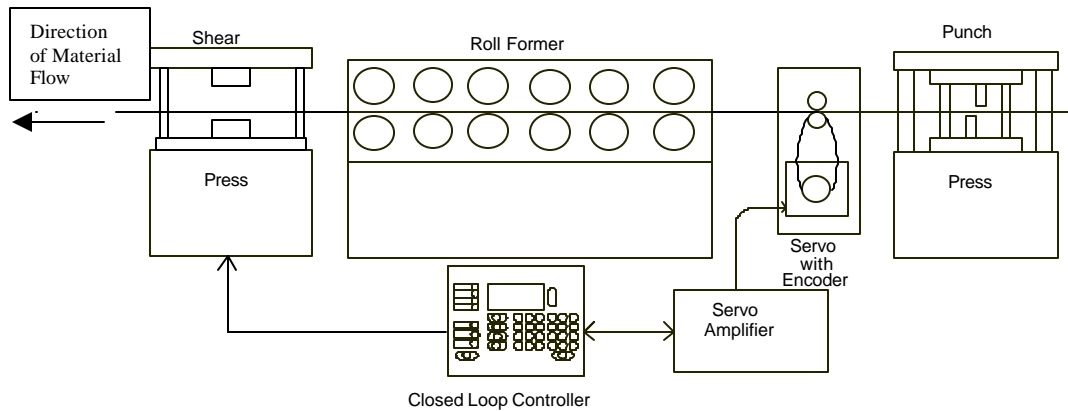 Direction
of Material
Flow
Shear
Roll Former
Punch
Press
Press
Servo
with
Encoder
Servo
Amplifier
Closed Loop Controller